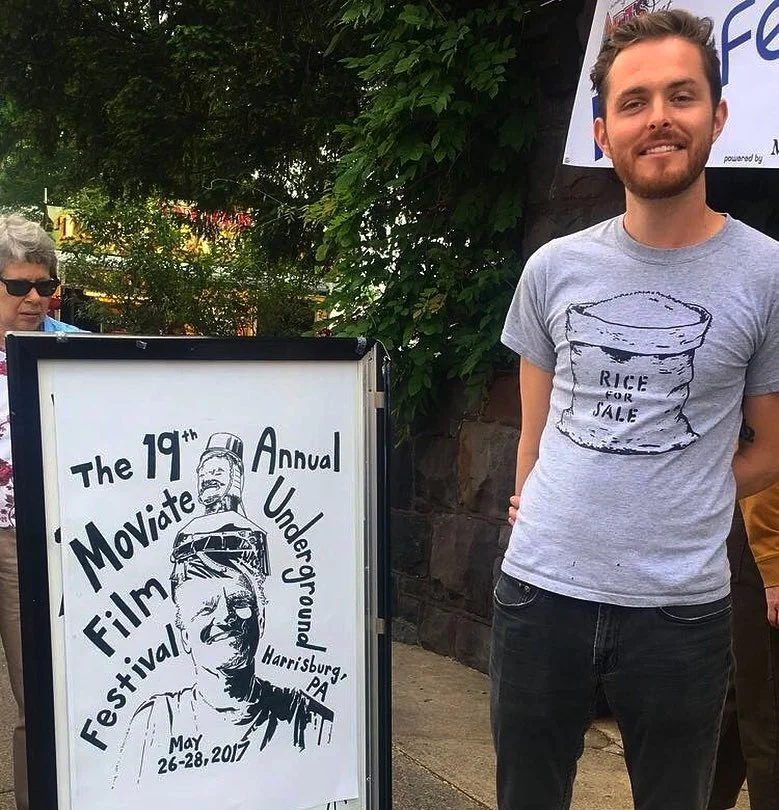 The 19th Annual
Moviate Underground
Film
Festival
Harrisburg,
PA
May
26-28, 2017
RICE
FOR
SALE
powered by